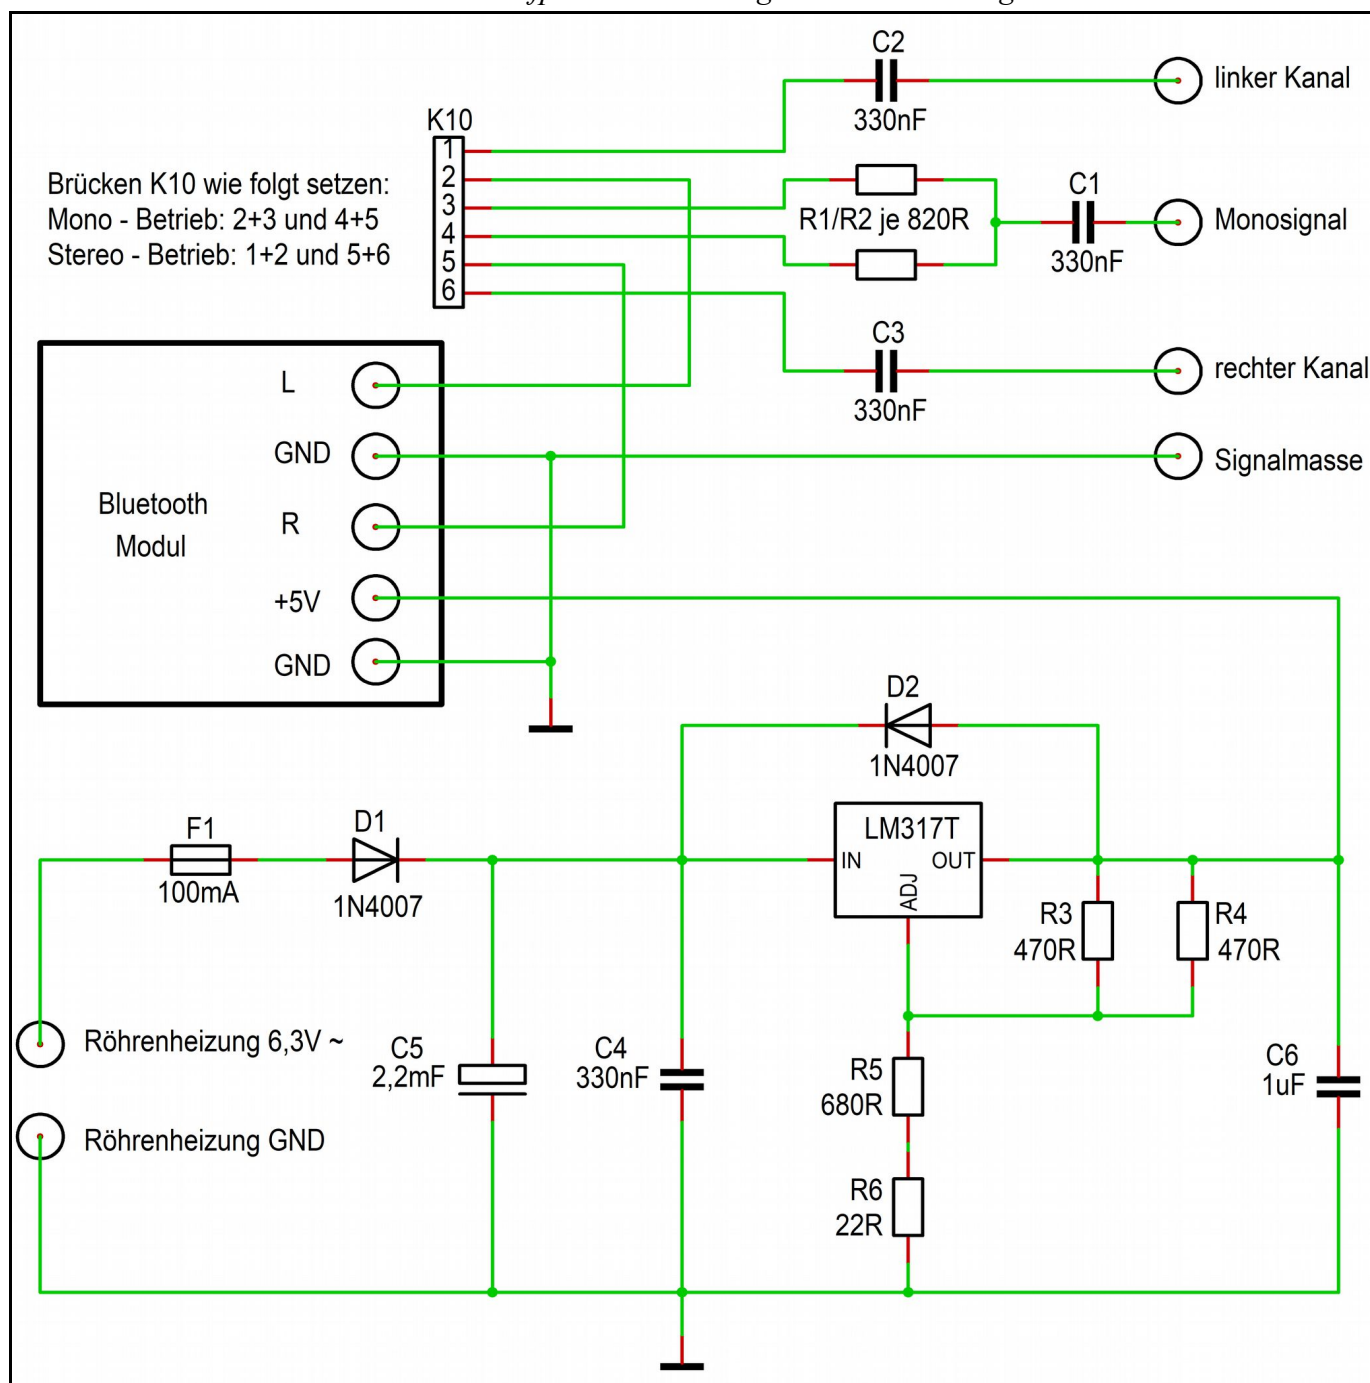 C2
330nF
linker Kanal
K10
1
2
3
4
5
6
Brücken K10 wie folgt setzen:
Mono - Betrieb: 2+3 und 4+5
Stereo - Betrieb: 1+2 und 5+6
R1/R2 je 820R
C1
330nF
Monosignal
C3
330nF
rechter Kanal
Signalmasse
Bluetooth
Modul
L
GND
R
+5V
GND
D2
1N4007
F1
100mA
D1
1N4007
LM317T
IN
OUT
ADJ
R3
470R
R4
470R
Röhrenheizung 6,3V ~
Röhrenheizung GND
C5
2,2mF
C4
330nF
R5
680R
R6
22R
C6
1uF